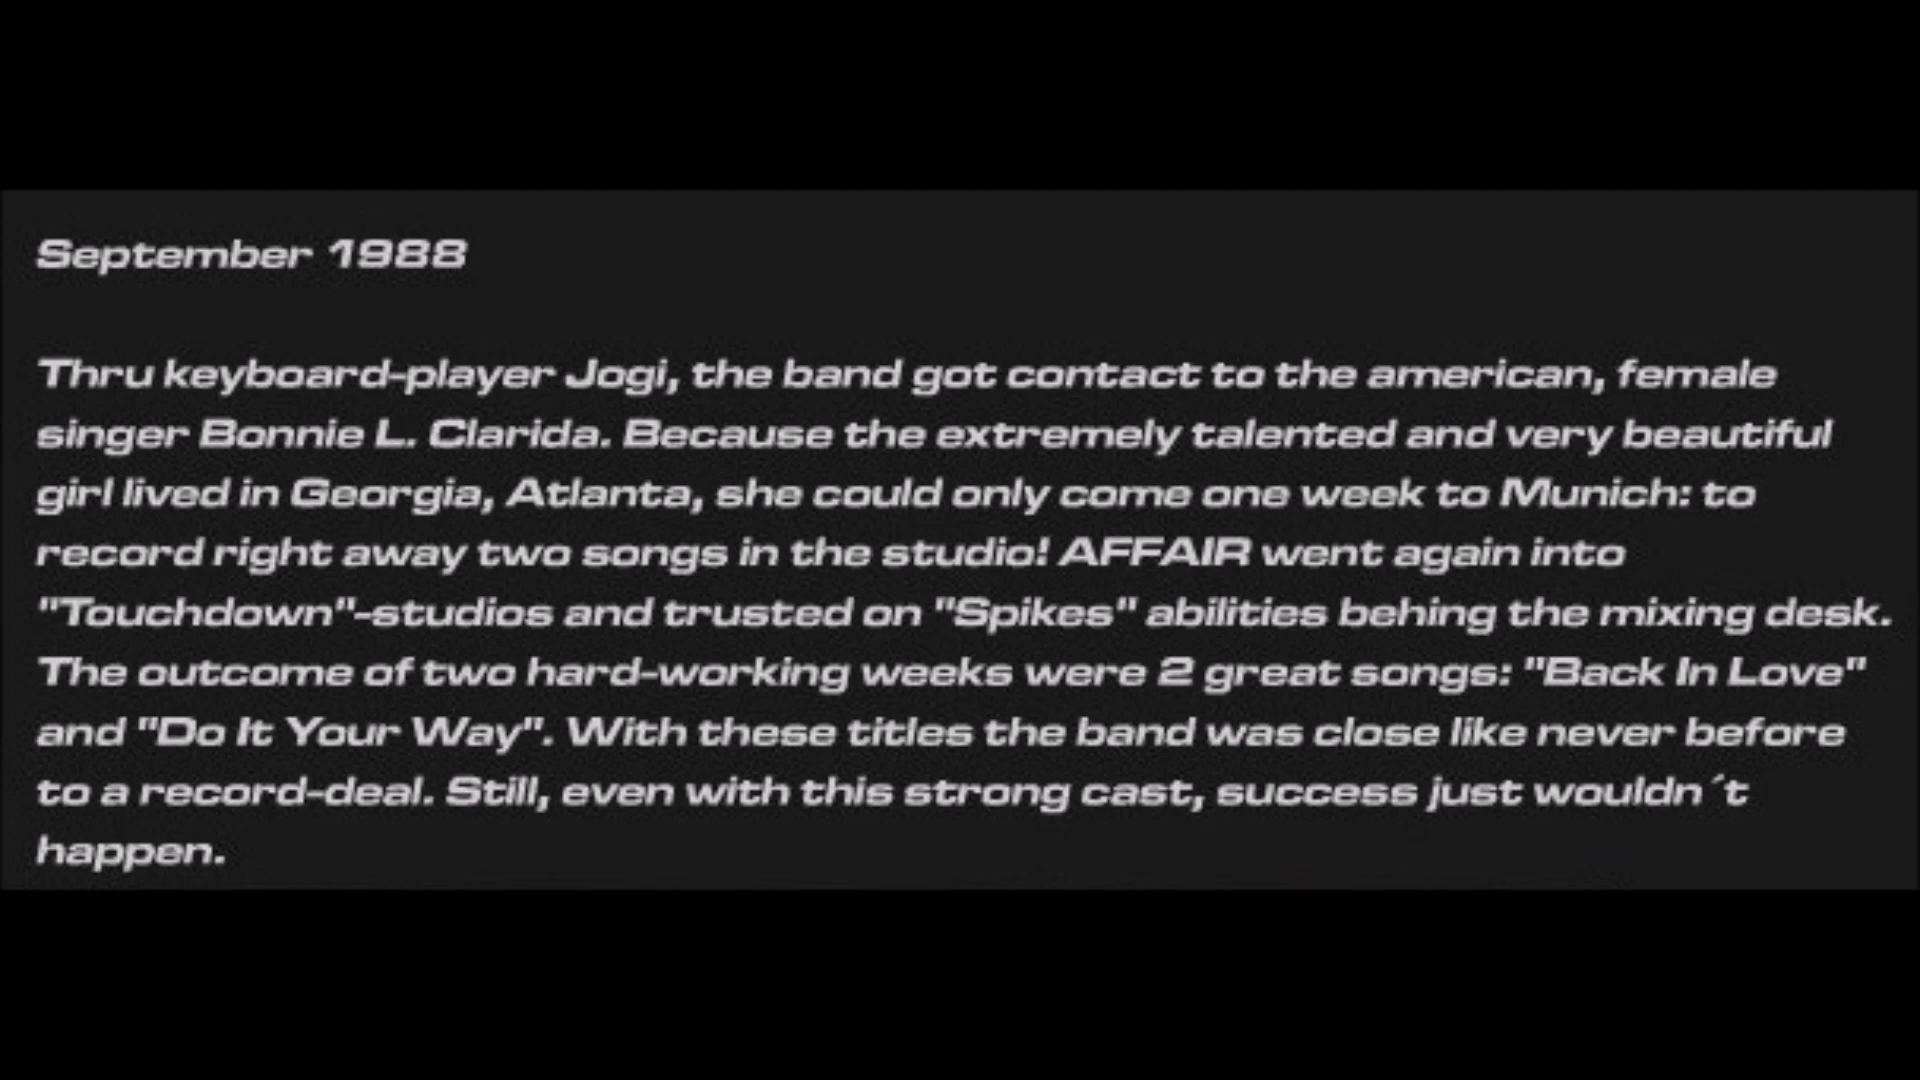 September 1988
Thru keyboard-player Jogi, the band got contact to the american, female
singer Bonnie L. Clarida. Because the extremely talented and very beautiful
girl lived in Georgia, Atlanta, she could only come one week to Munich: to
record right away two songs in the studio! AFFAIR went again into
"Touchdown"-studios and trusted on "Spikes" abilities behing the mixing desk.
The outcome of two hard-working weeks were 2 great songs: "Back In Love"
and "Do It Your Way". With these titles the band was close like never before
to a record-deal. Still, even with this strong cast, success just wouldn´t
happen.